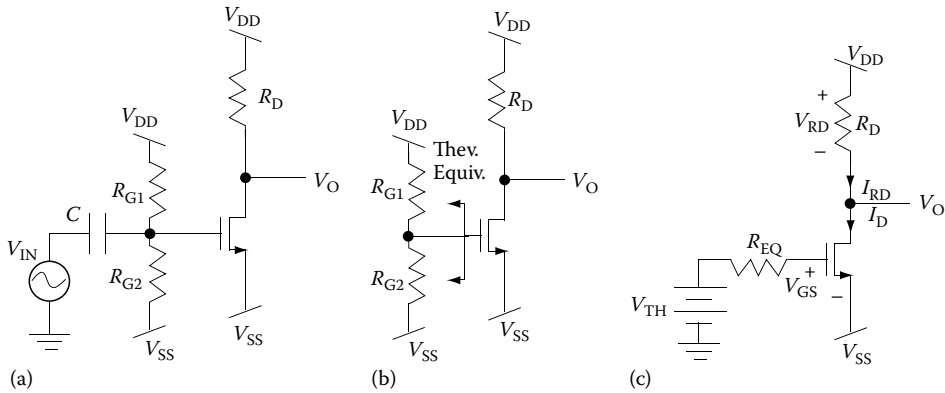 V_DD
R_D
V_DD
R_G1
V_O
C
V_IN
R_G2
V_SS
V_SS
(a)
V_DD
R_D
V_DD
Thev.
Equiv.
R_G1
V_O
R_G2
V_SS
V_SS
(b)
V_DD
+
V_RD
R_D
−
I_RD
V_O
I_D
R_EQ
+
V_GS
−
V_TH
V_SS
(c)